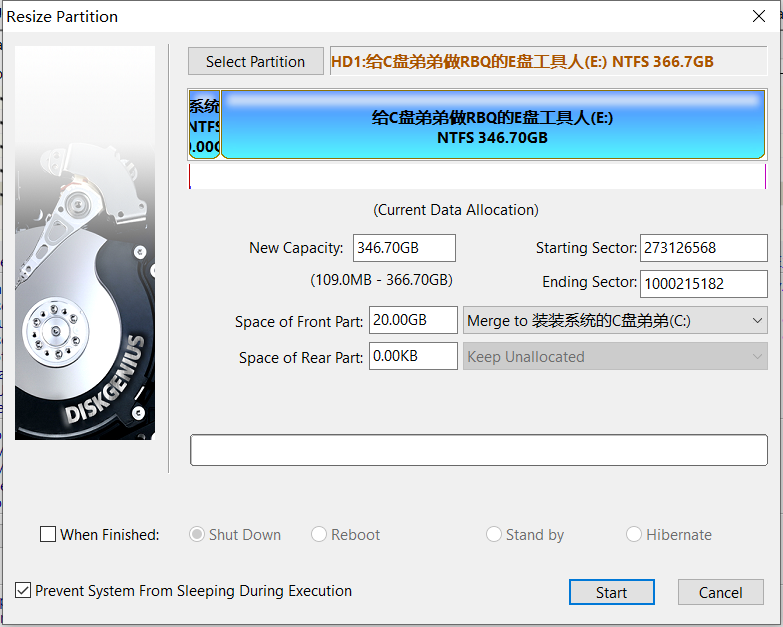 Resize Partition
Select Partition
HD1:给C盘弟弟做RBQ的E盘工具人(E:) NTFS 366.7GB
系统
NTFS
给C盘弟弟做RBQ的E盘工具人(E:)
NTFS 346.70GB
(Current Data Allocation)
New Capacity: 346.70GB
Starting Sector: 273126568
(109.0MB - 366.70GB)
Ending Sector: 1000215182
Space of Front Part: 20.00GB Merge to 装装系统的C盘弟弟(C:)
Space of Rear Part: 0.00KB Keep Unallocated
DISKGENIUS
When Finished: Shut Down Reboot Stand by Hibernate
Prevent System From Sleeping During Execution
Start Cancel